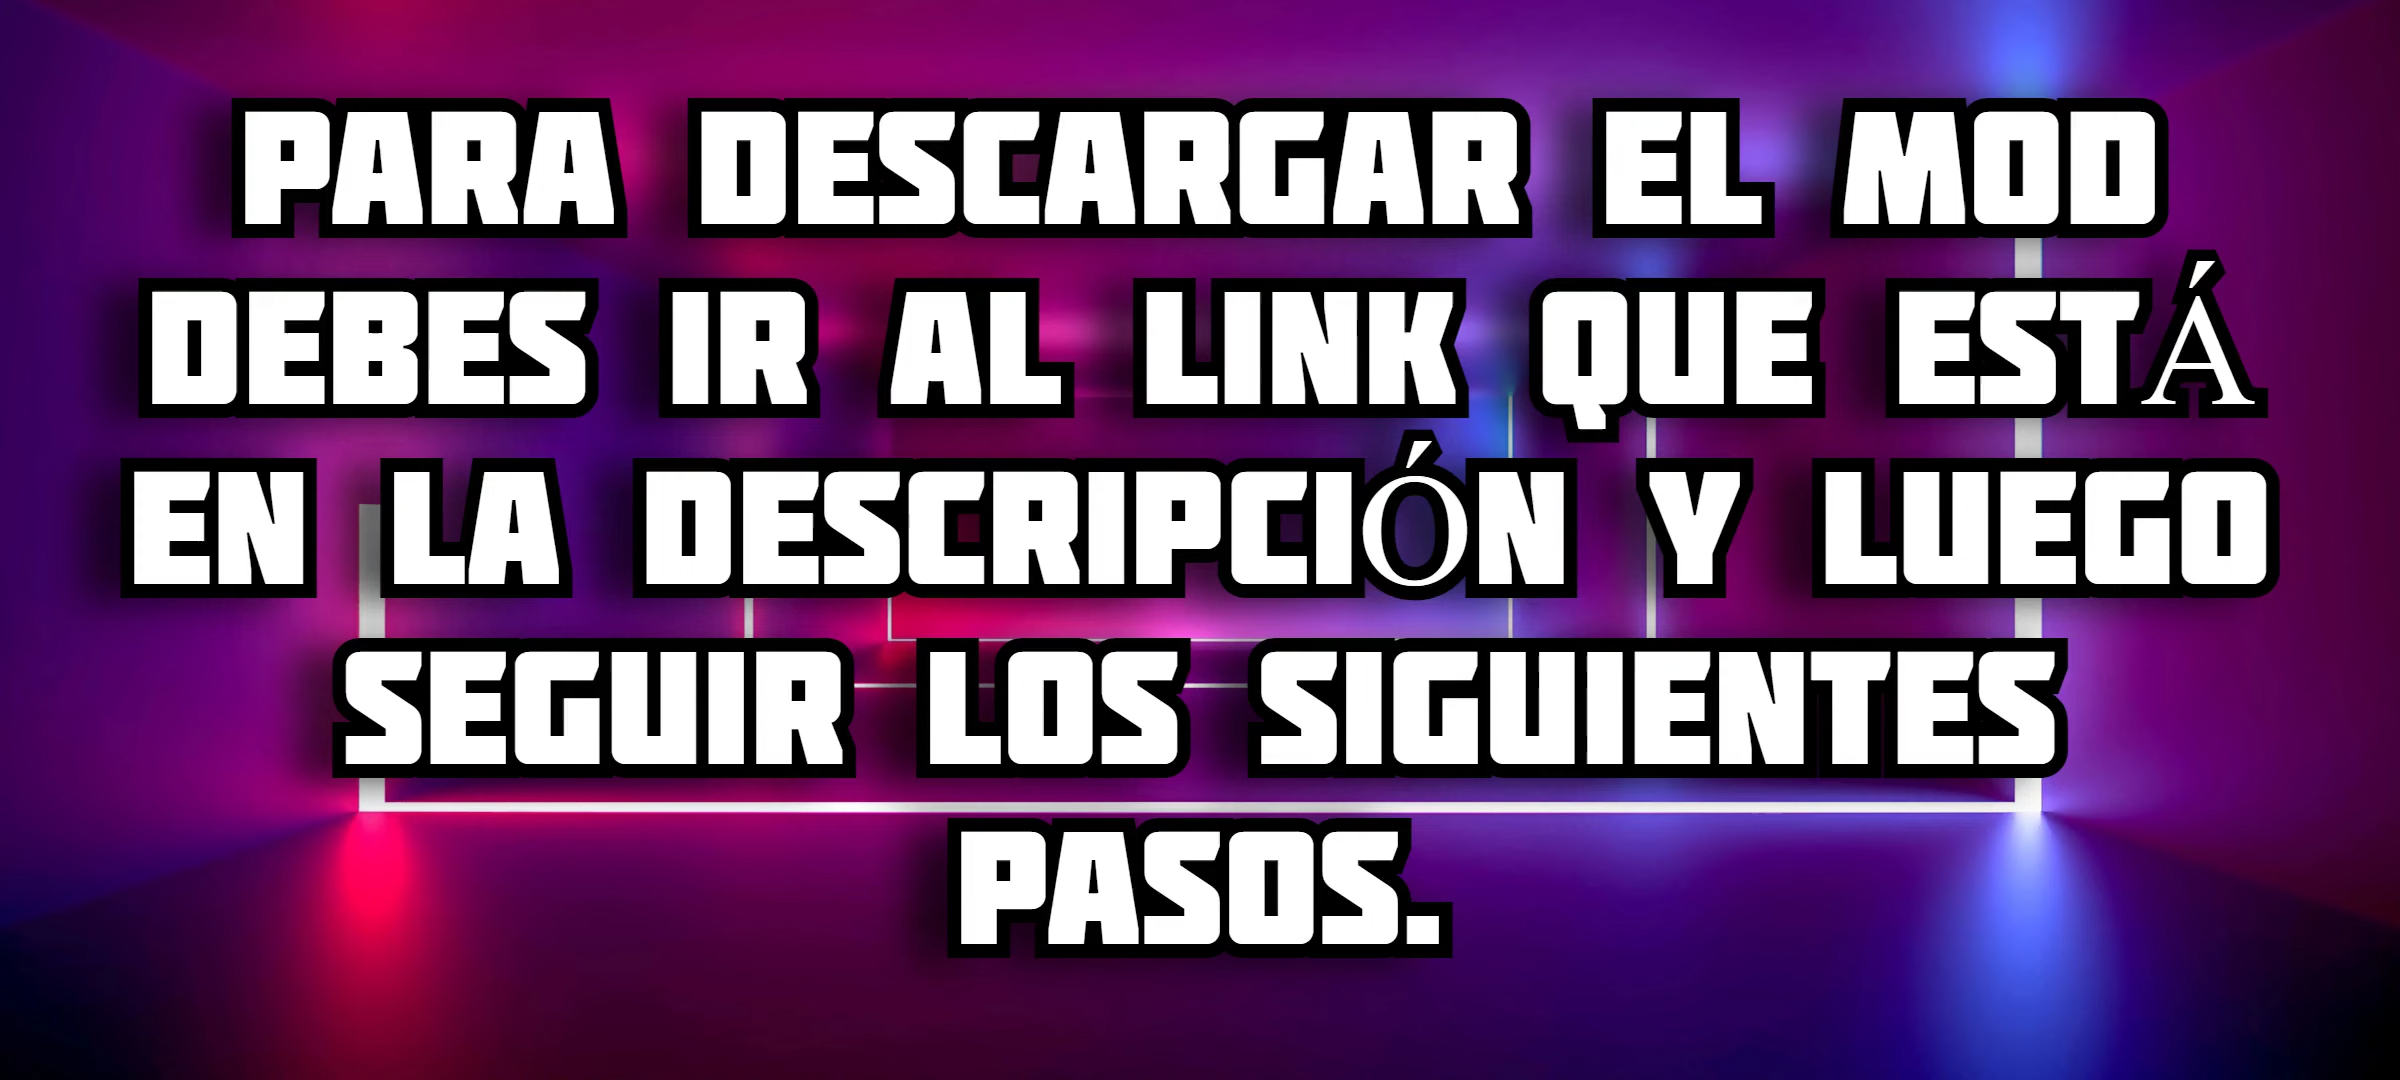 PARA DESCARGAR EL MOD
DEBES IR AL LINK QUE ESTÁ
EN LA DESCRIPCIÓN Y LUEGO
SEGUIR LOS SIGUIENTES
PASOS.